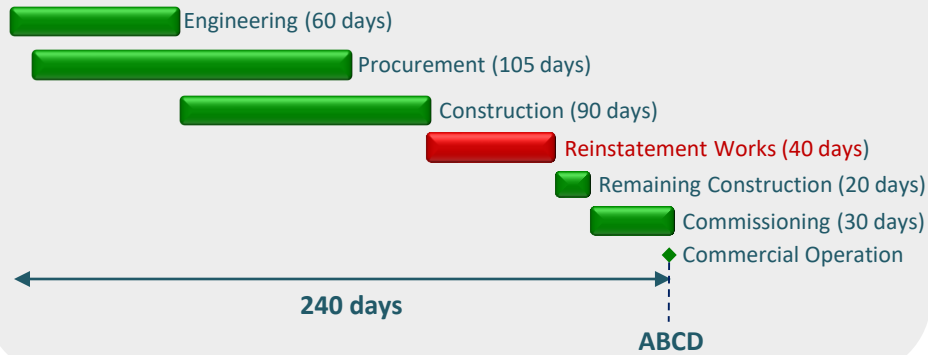 Engineering (60 days)
Procurement (105 days)
Construction (90 days)
Reinstatement Works (40 days)
Remaining Construction (20 days)
Commissioning (30 days)
Commercial Operation
240 days
ABCD